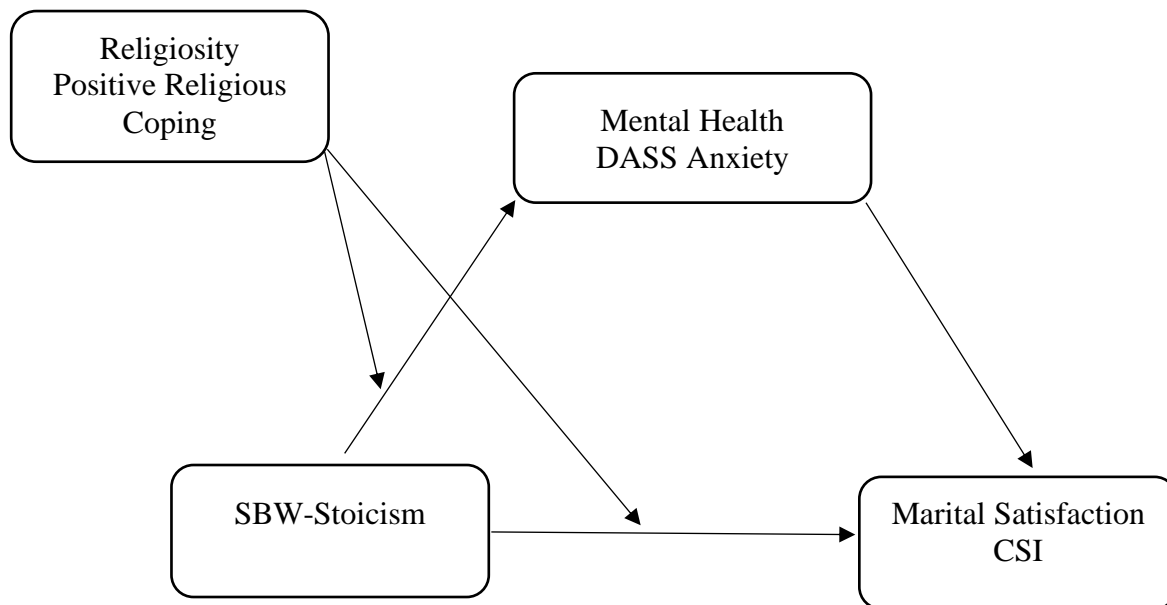 Religiosity
Positive Religious
Coping
Mental Health
DASS Anxiety
SBW-Stoicism
Marital Satisfaction
CSI